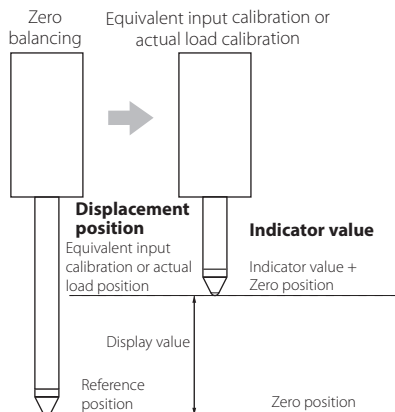 Zero
balancing
Equivalent input calibration or
actual load calibration
Displacement
position
Equivalent input
calibration or actual
load position
Indicator value
Indicator value +
Zero position
Display value
Reference
position
Zero position